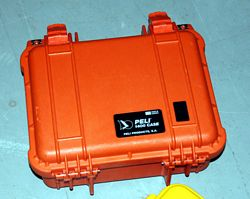 PELI
1400 CASE
PELI PRODUCTS, S.A.